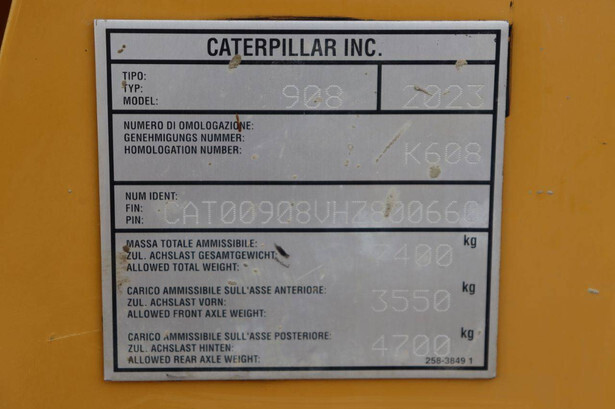 CATERPILLAR INC.
TIPO:
TYP:
MODEL: 908 2023
NUMERO DI OMOLOGAZIONE:
GENEHMIGUNGS NUMMER:
HOMOLOGATION NUMBER: K608
NUM IDENT:
FIN:
PIN:
MASSA TOTALE AMMISSIBILE:
ZUL. ACHSLAST GESAMTGEWICHT:
ALLOWED TOTAL WEIGHT: 7400 kg
CARICO AMMISSIBILE SULL'ASSE ANTERIORE:
ZUL. ACHSLAST VORN:
ALLOWED FRONT AXLE WEIGHT: 3550 kg
CARICO AMMISSIBILE SULL'ASSE POSTERIORE:
ZUL. ACHSLAST HINTEN:
ALLOWED REAR AXLE WEIGHT: 4700 kg
258-3849 1